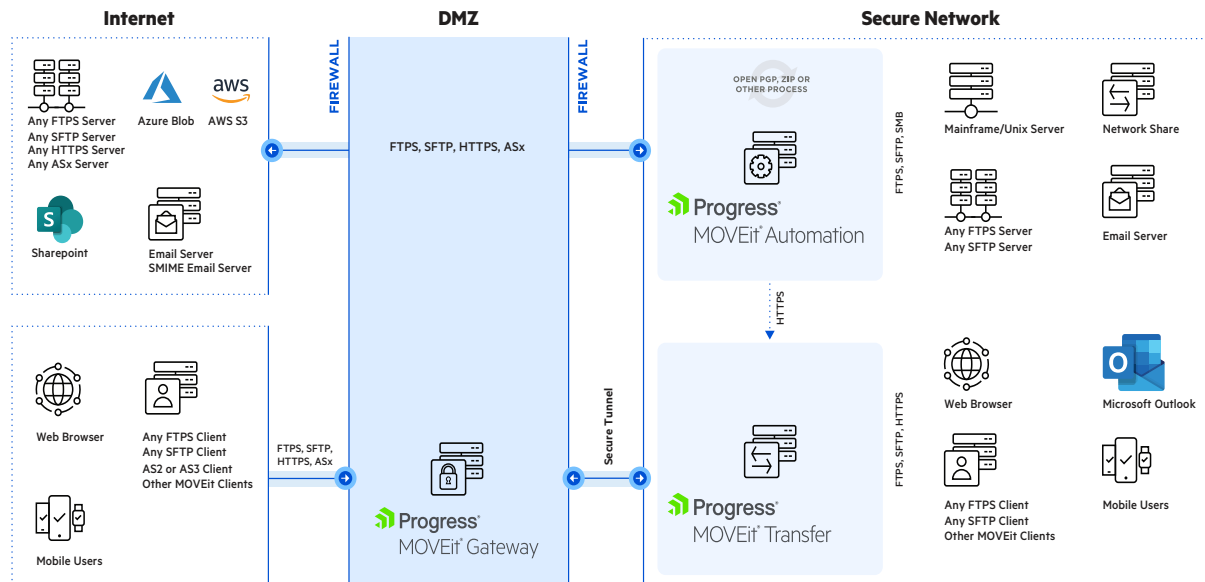 Internet
DMZ
Secure Network
FIREWALL
FIREWALL
Any FTPS Server
Any SFTP Server
Any HTTPS Server
Any ASx Server
Azure Blob
aws
AWS S3
S
Sharepoint
Email Server
SMIME Email Server
FTPS, SFTP, HTTPS, ASx
OPEN PGP, ZIP OR
OTHER PROCESS
Progress®
MOVEit® Automation
FTPS, SFTP, SMB
Mainframe/Unix Server
Network Share
Any FTPS Server
Any SFTP Server
Email Server
HTTPS
Web Browser
Any FTPS Client
Any SFTP Client
AS2 or AS3 Client
Other MOVEit Clients
Mobile Users
FTPS, SFTP,
HTTPS, ASx
Progress®
MOVEit® Gateway
Secure Tunnel
Progress®
MOVEit® Transfer
FTPS, SFTP, HTTPS
Web Browser
O
Microsoft Outlook
Any FTPS Client
Any SFTP Client
Other MOVEit Clients
Mobile Users